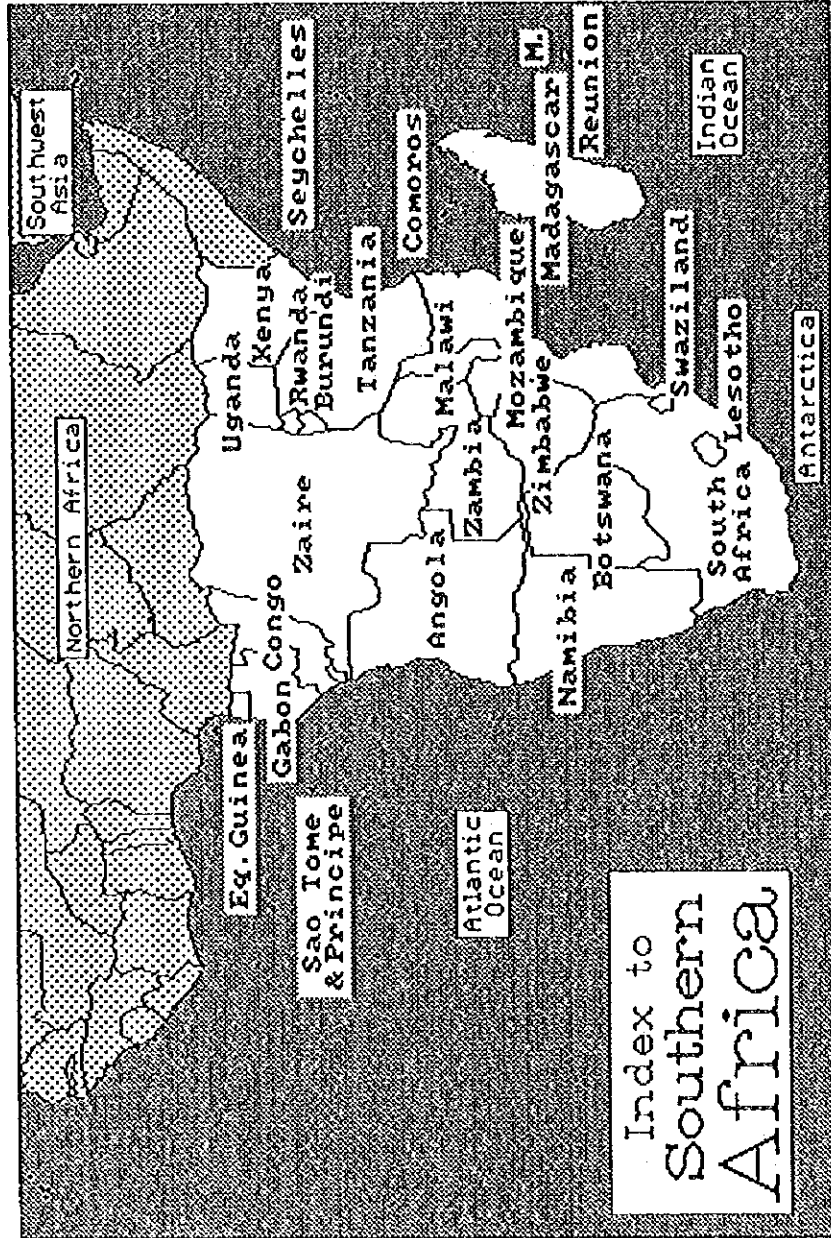 Southwest
Asia
Northern Africa
Uganda
Kenya
Seychelles
Eq. Guinea
Gabon
Congo
Zaire
Rwanda
Burundi
Sao Tome
& Principe
Tanzania
Comoros
Angola
Malawi
Zambia
Atlantic
Ocean
Mozambique
Madagascar
M.
Zimbabwe
Reunion
Namibia
Botswana
Swaziland
Indian
Ocean
South
Africa
Lesotho
Antarctica
Index to
Southern
Africa